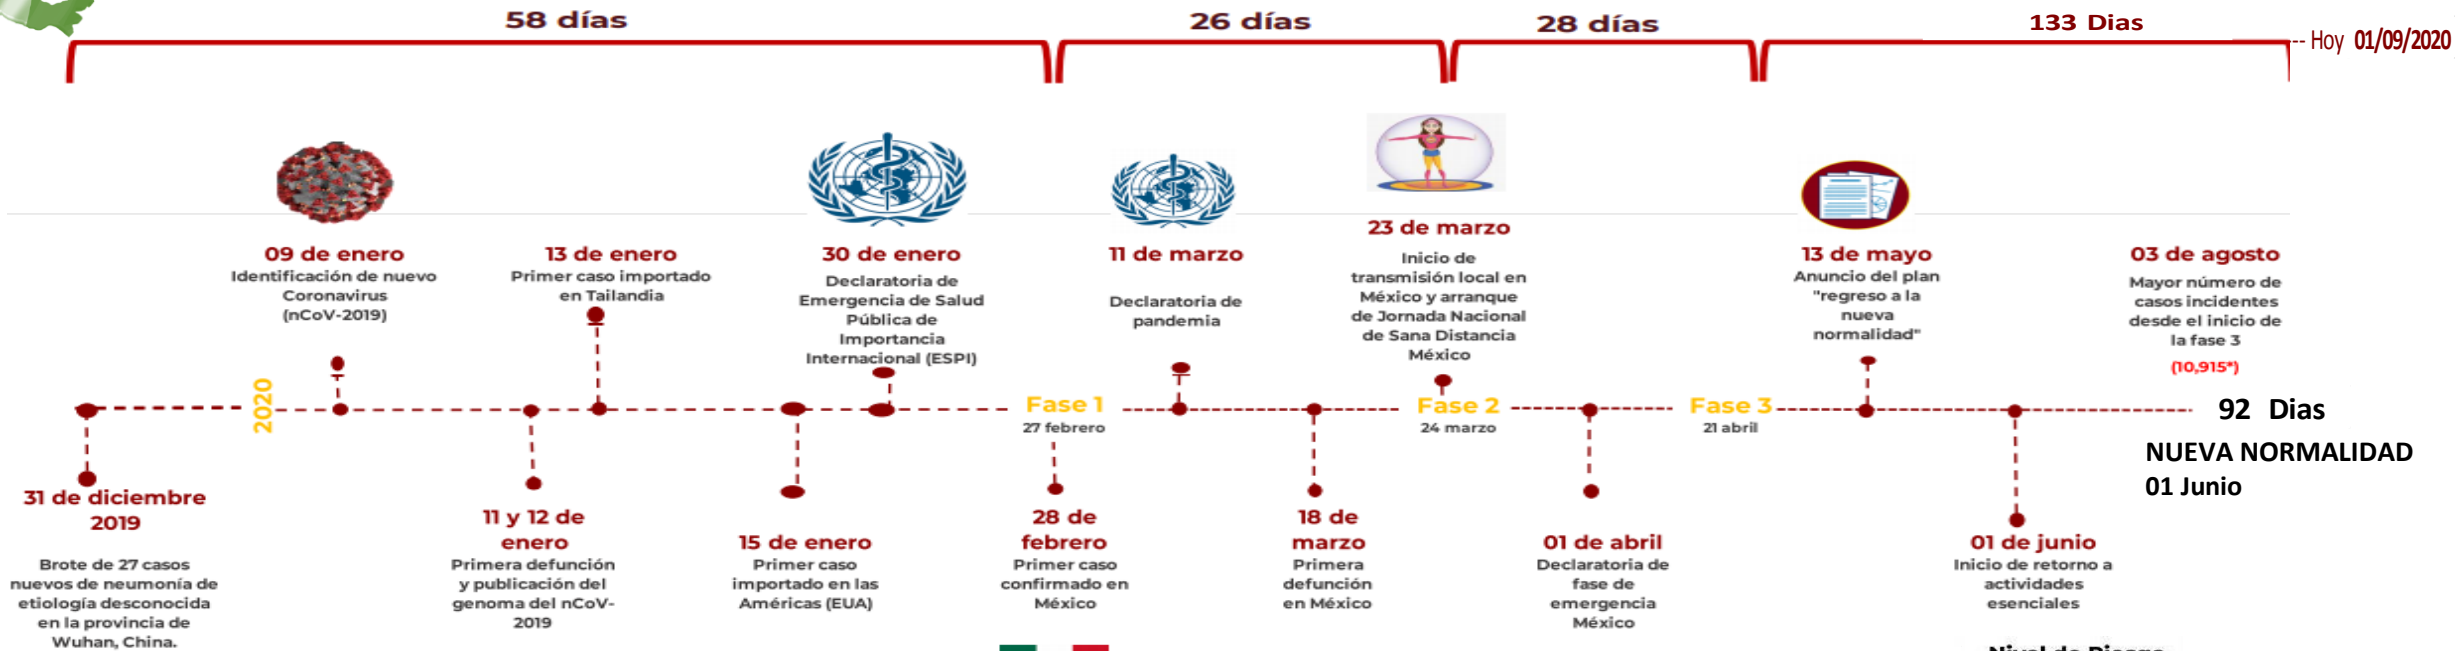 58 días
26 días
28 días
133 Dias
-- Hoy 01/09/2020
09 de enero
Identificación de nuevo
Coronavirus
(nCoV-2019)
13 de enero
Primer caso importado
en Tailandia
30 de enero
Declaratoria de
Emergencia de Salud
Pública de
Importancia
Internacional (ESPI)
11 de marzo
Declaratoria de
pandemia
23 de marzo
Inicio de
transmisión local en
México y arranque
de Jornada Nacional
de Sana Distancia
México
13 de mayo
Anuncio del plan
"regreso a la
nueva
normalidad"
03 de agosto
Mayor número de
casos incidentes
desde el inicio de
la fase 3
(10,915*)
2020
Fase 1
27 febrero
Fase 2
24 marzo
Fase 3
21 abril
92 Dias
NUEVA NORMALIDAD
01 Junio
31 de diciembre
2019
Brote de 27 casos
nuevos de neumonía de
etiología desconocida
en la provincia de
Wuhan, China.
11 y 12 de
enero
Primera defunción
y publicación del
genoma del nCoV-
2019
15 de enero
Primer caso
importado en las
Américas (EUA)
28 de
febrero
Primer caso
confirmado en
México
18 de
marzo
Primera
defunción
en México
01 de abril
Declaratoria de
fase de
emergencia
México
01 de junio
Inicio de retorno a
actividades
esenciales
Nivel de Riesgo